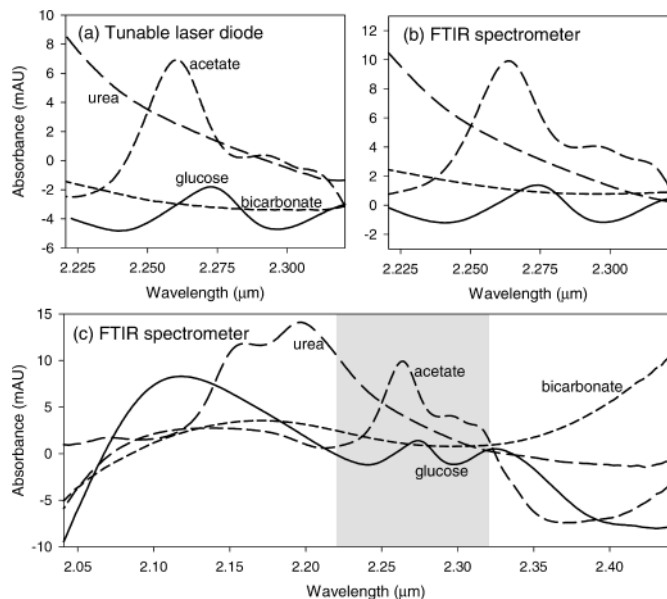 (a) Tunable laser diode
8
6
4
2
0
-2
-4
-6
Absorbance (mAU)
acetate
urea
glucose
bicarbonate
2.225 2.250 2.275 2.300
Wavelength (μm)
(b) FTIR spectrometer
10
8
6
4
2
0
-2
2.225 2.250 2.275 2.300
Wavelength (μm)
(c) FTIR spectrometer
15
10
5
0
-5
-10
Absorbance (mAU)
urea
acetate
bicarbonate
glucose
2.05 2.10 2.15 2.20 2.25 2.30 2.35 2.40
Wavelength (μm)